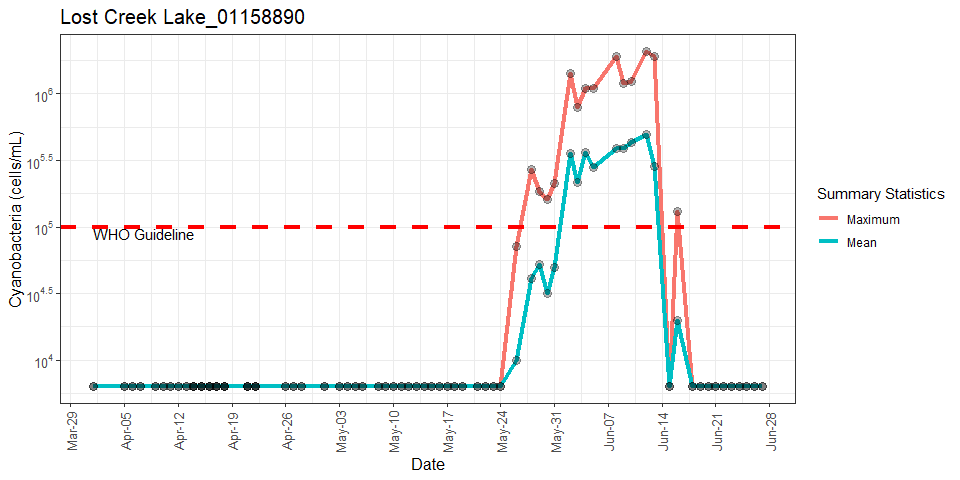 Lost Creek Lake_01158890
Cyanobacteria (cells/mL)
10^6
10^5.5
10^5
10^4.5
10^4
WHO Guideline
Mar-29
Apr-05
Apr-12
Apr-19
Apr-26
May-03
May-10
May-17
May-24
May-31
Jun-07
Jun-14
Jun-21
Jun-28
Date
Summary Statistics
Maximum
Mean